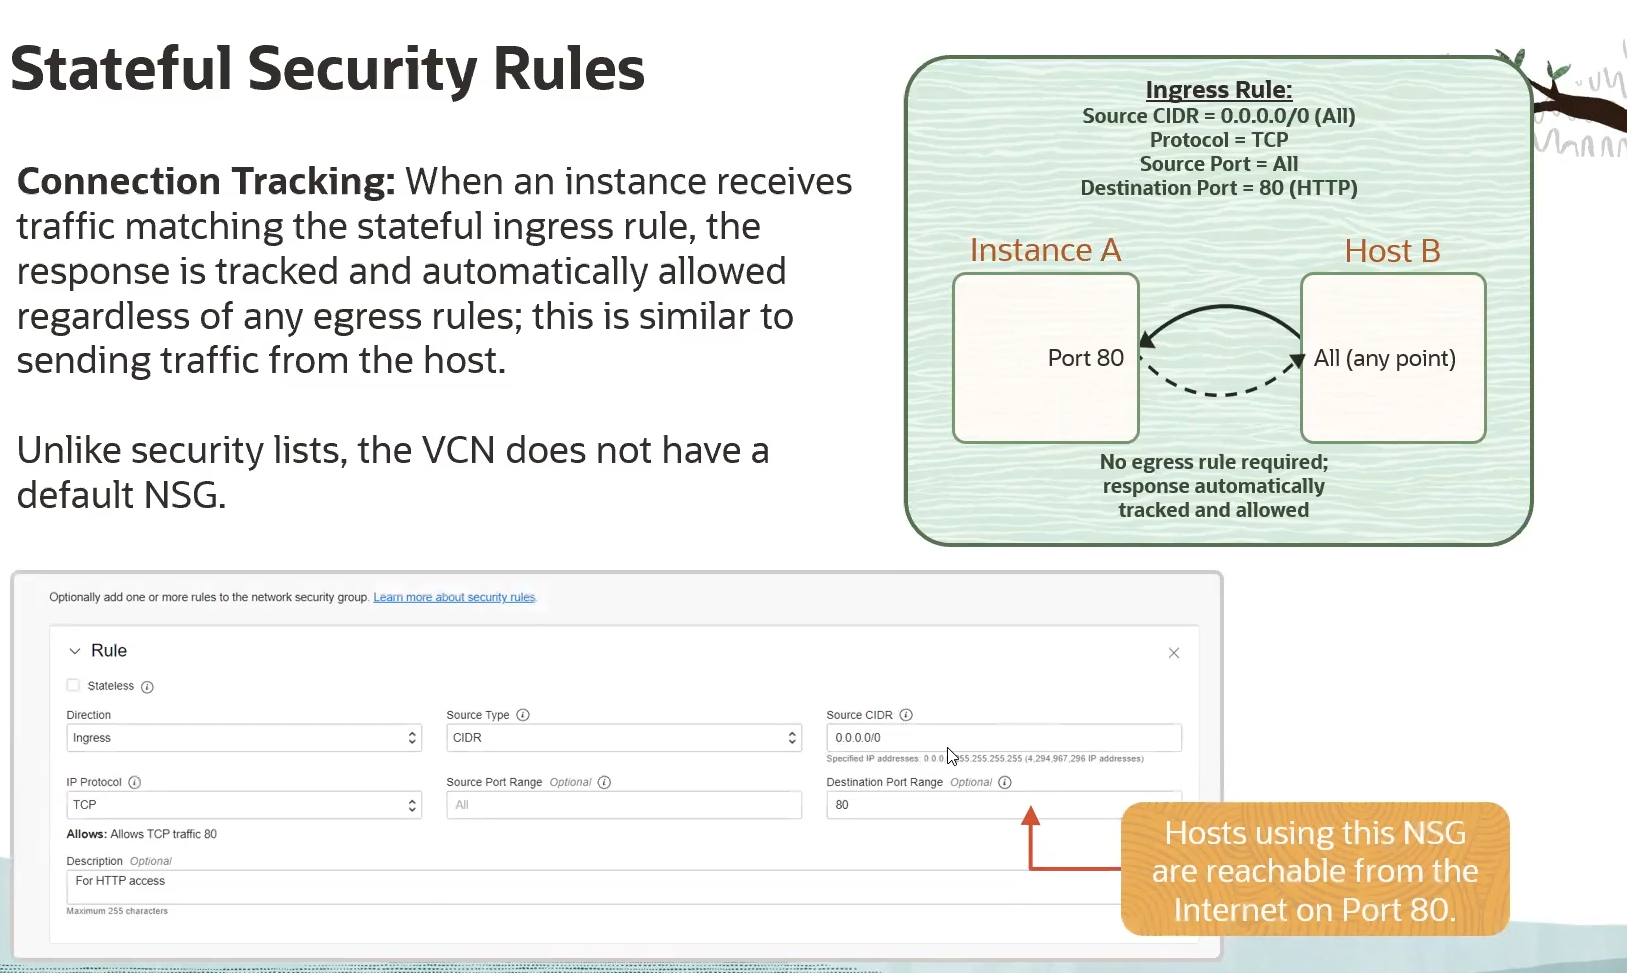 Stateful Security Rules
Connection Tracking: When an instance receives
traffic matching the stateful ingress rule, the
response is tracked and automatically allowed
regardless of any egress rules; this is similar to
sending traffic from the host.
Unlike security lists, the VCN does not have a
default NSG.
Ingress Rule:
Source CIDR = 0.0.0.0/0 (All)
Protocol = TCP
Source Port = All
Destination Port = 80 (HTTP)
Instance A
Host B
Port 80
All (any point)
No egress rule required;
response automatically
tracked and allowed
Optionally add one or more rules to the network security group. Learn more about security rules.
Rule
Stateless
Direction
Source Type
Source CIDR
Ingress
CIDR
0.0.0.0/0
Specified IP addresses: 0.0.0. 55.255.255.255 (4,294,967,296 IP addresses)
IP Protocol
Source Port Range Optional
Destination Port Range Optional
TCP
All
80
Allows: Allows TCP traffic 80
Description Optional
For HTTP access
Maximum 255 characters
Hosts using this NSG
are reachable from the
Internet on Port 80.